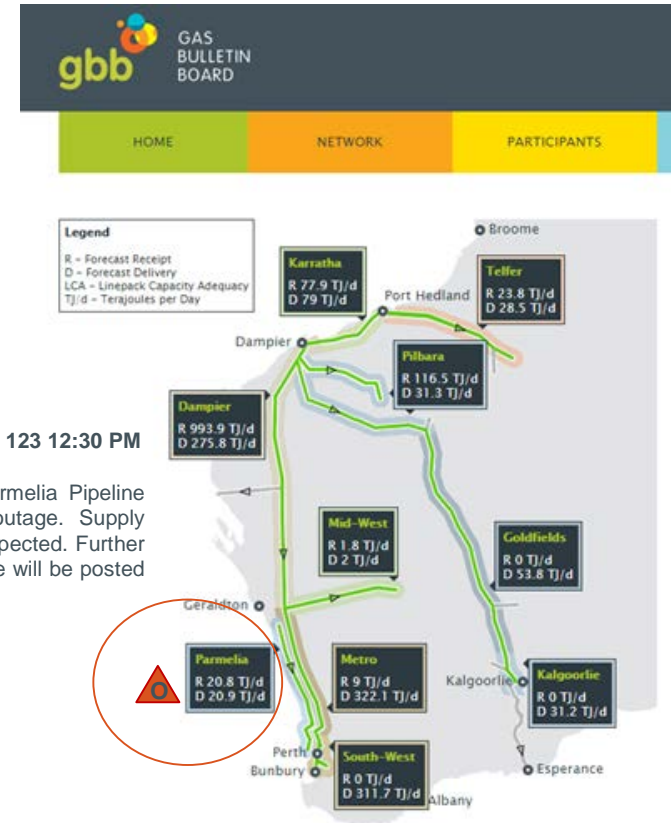 gbb
GAS
BULLETIN
BOARD
HOME
NETWORK
PARTICIPANTS
Legend
R – Forecast Receipt
D – Forecast Delivery
LCA – Linepack Capacity Adequacy
TJ/d – Terajoules per Day
Broome
Karratha
R 77.9 TJ/d
D 79 TJ/d
Telfer
R 23.8 TJ/d
D 28.5 TJ/d
Port Hedland
Dampier
Pilbara
R 116.5 TJ/d
D 31.3 TJ/d
Dampier
R 993.9 TJ/d
D 275.8 TJ/d
123 12:30 PM
rmelia Pipeline
outage. Supply
pected. Further
e will be posted
Mid-West
R 1.8 TJ/d
D 2 TJ/d
Goldfields
R 0 TJ/d
D 53.8 TJ/d
Geraldton
Parmelia
R 20.8 TJ/d
D 20.9 TJ/d
O
Metro
R 9 TJ/d
D 322.1 TJ/d
Kalgoorlie
Kalgoorlie
R 0 TJ/d
D 31.2 TJ/d
Perth
Bunbury
South-West
R 0 TJ/d
D 311.7 TJ/d
Albany
Esperance